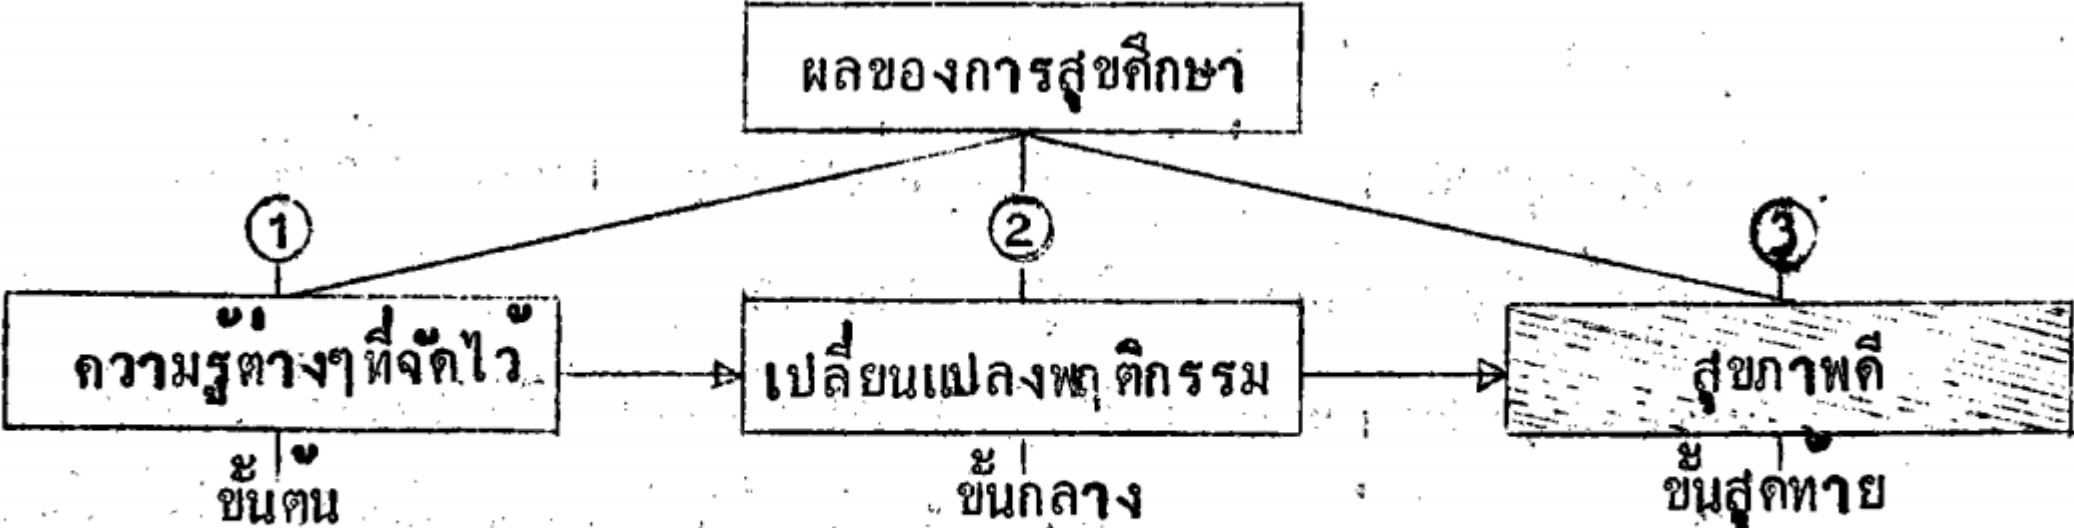 ผลของการสุขศึกษา
1
2
3
ความรู้ต่างๆที่จัดไว้
เปลี่ยนแปลงพฤติกรรม
สุขภาพดี
ขั้นต้น
ขั้นกลาง
ขั้นสุดท้าย